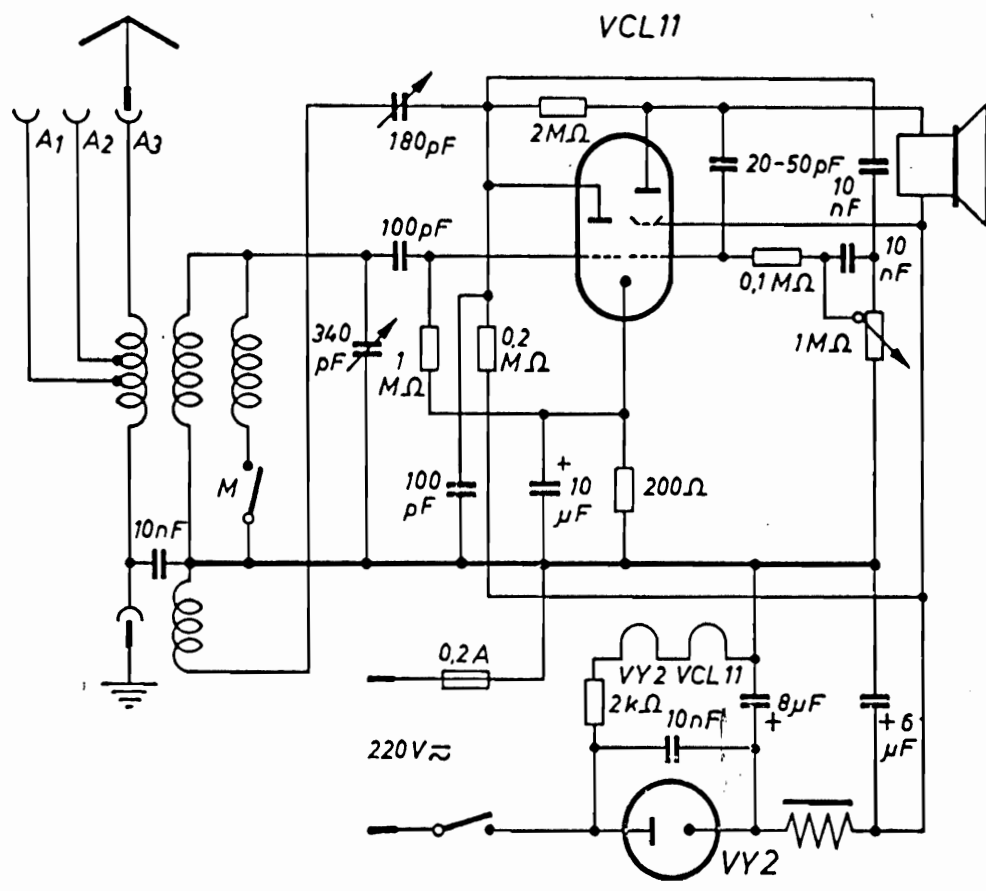 VCL11
A1
A2
A3
180pF
2MΩ
20-50pF
10
nF
100pF
10
nF
0,1MΩ
340
pF
1
MΩ
0,2
MΩ
1MΩ
M
100
pF
+
10
μF
200Ω
10nF
0,2A
VY2
VCL11
2kΩ
10nF
8μF
+
+ 6
μF
220V ≂
VY2